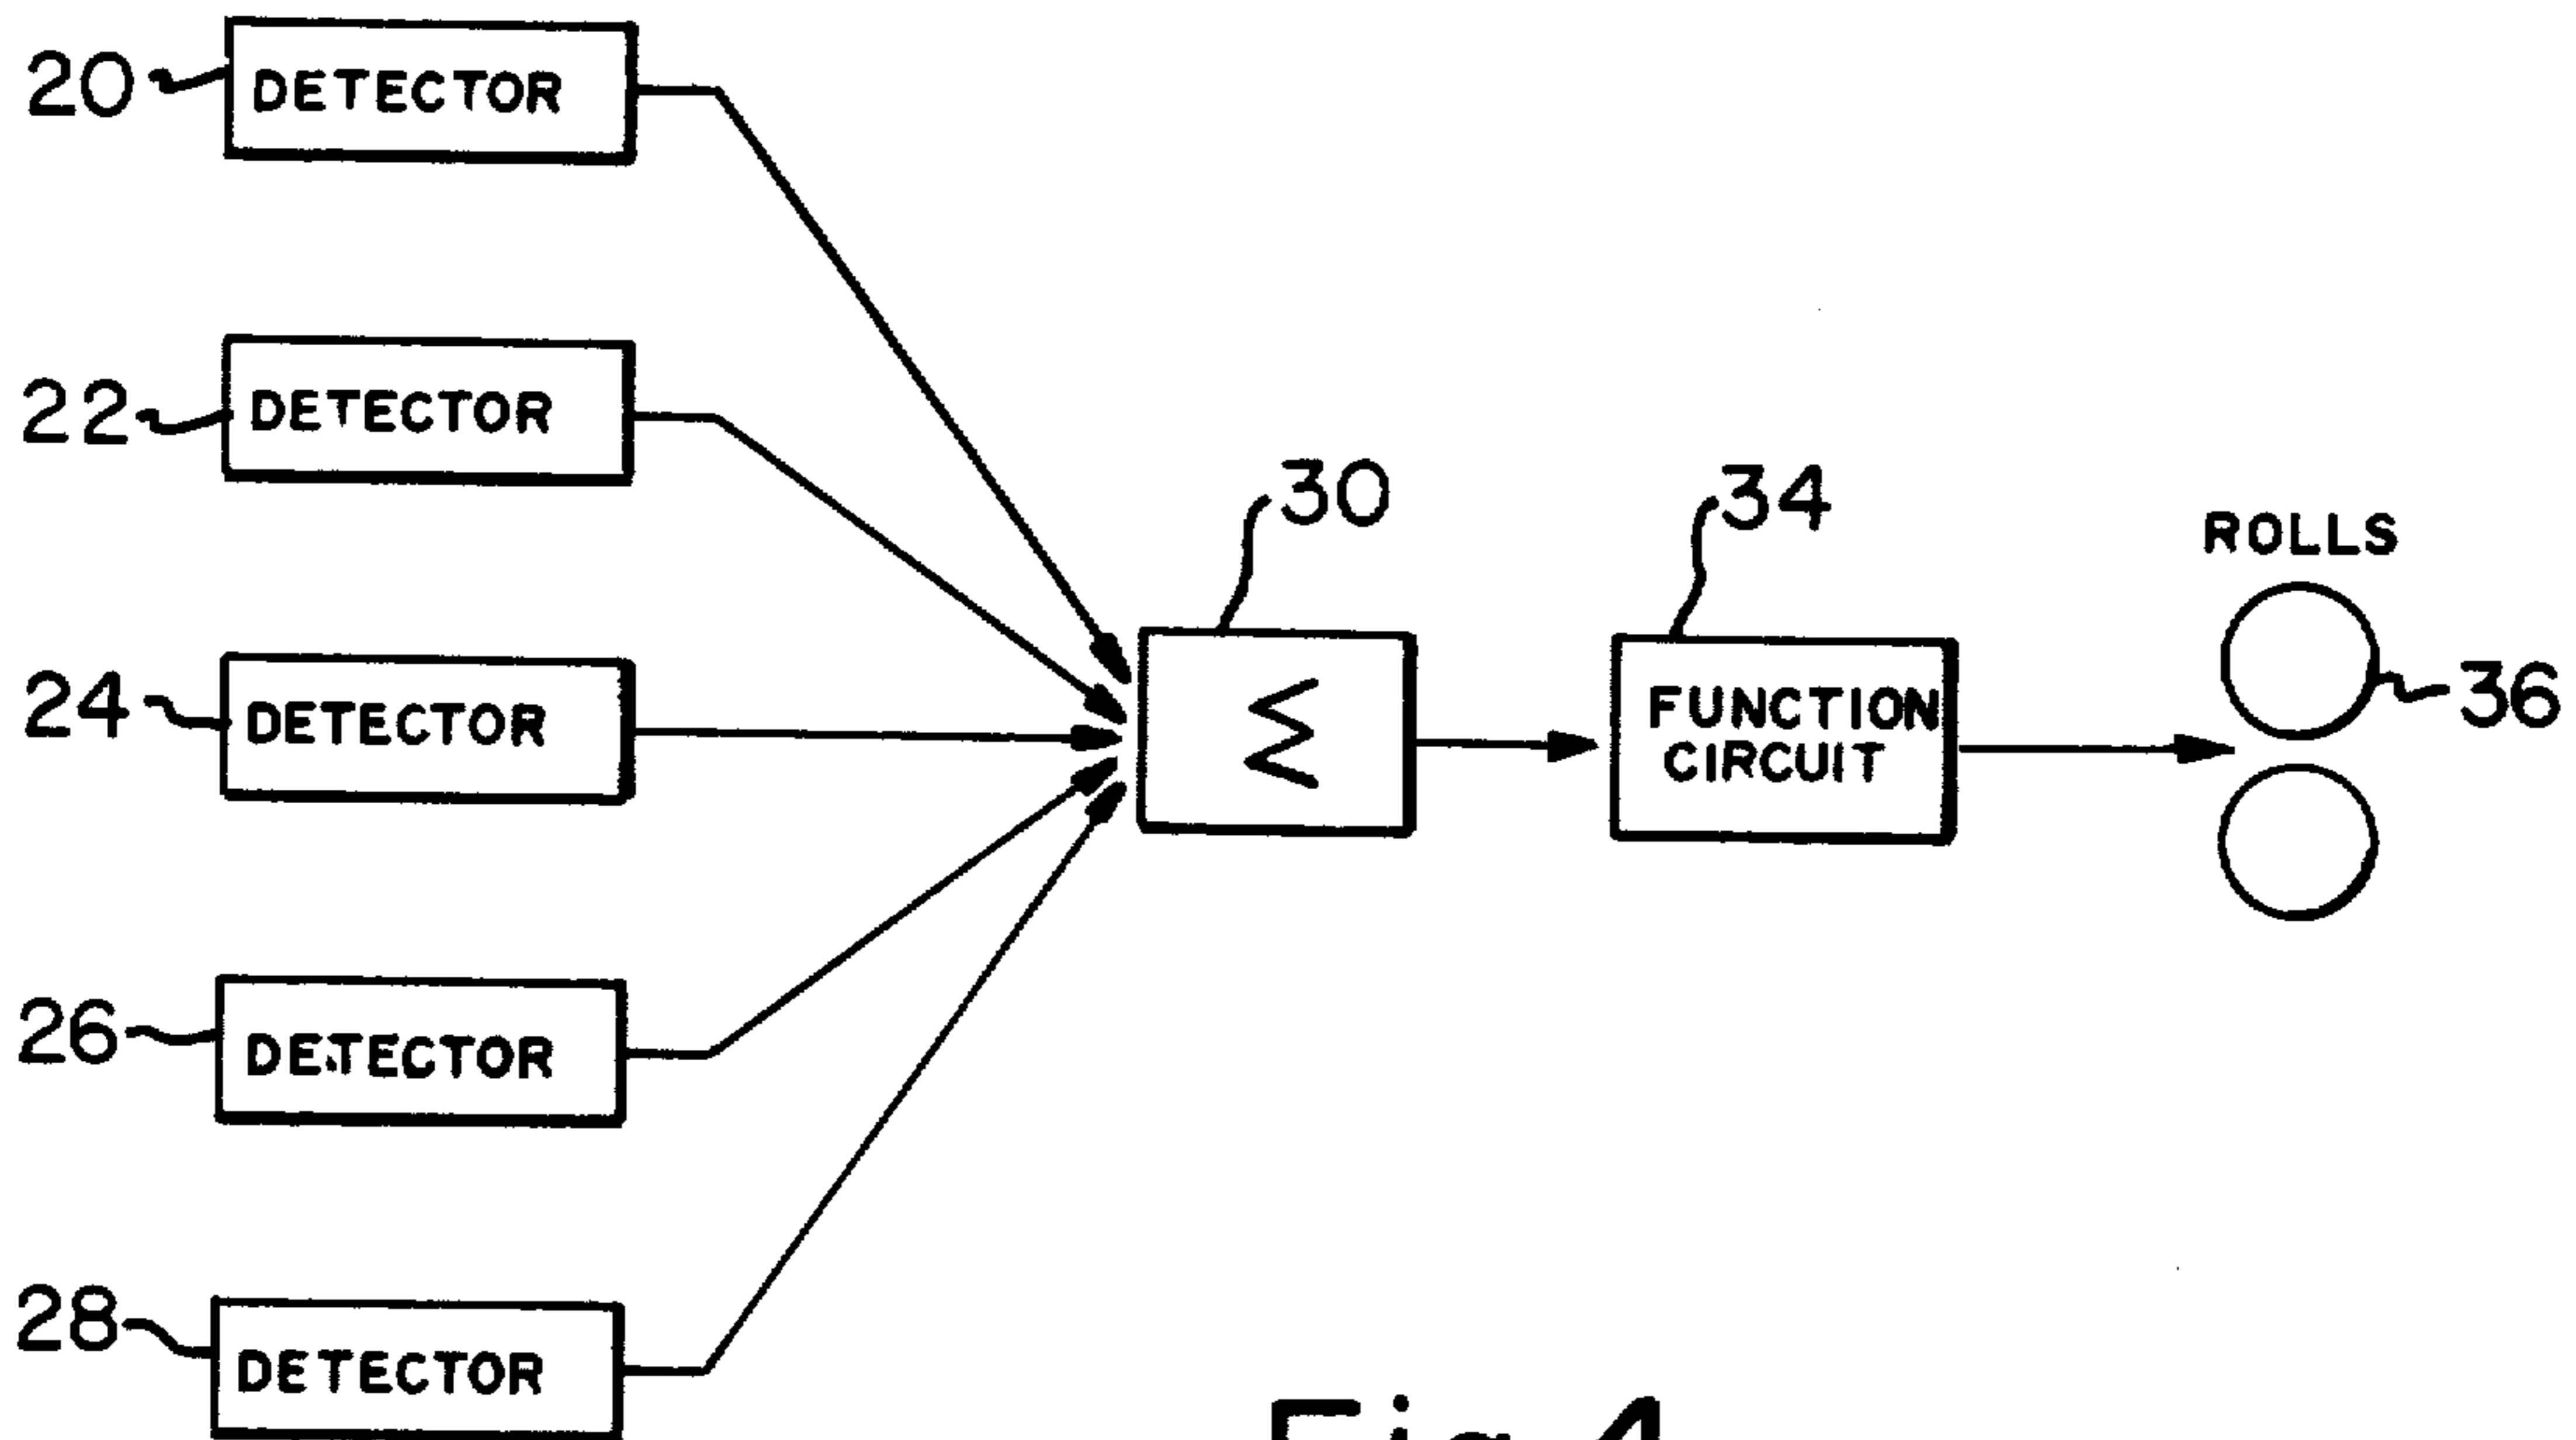 20 DETECTOR
22 DETECTOR
24 DETECTOR
26 DETECTOR
28 DETECTOR
30
Σ
34
FUNCTION
CIRCUIT
ROLLS
36